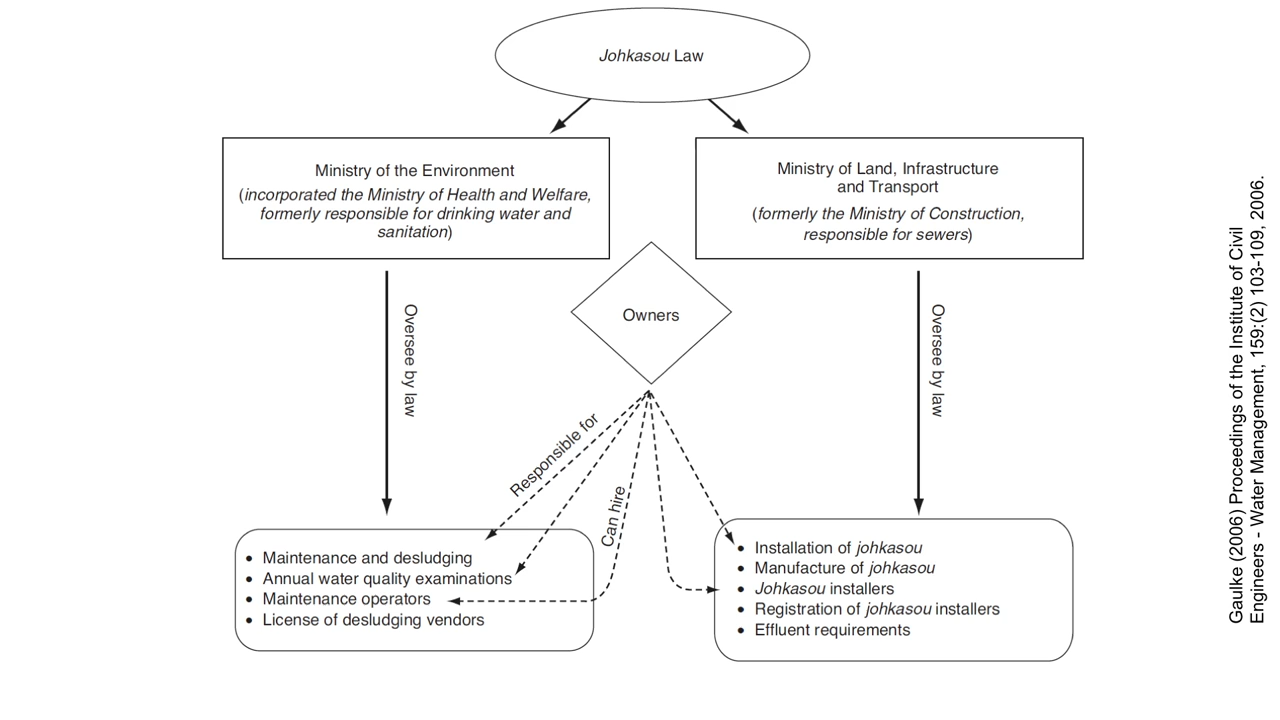 Johkasou Law
Ministry of the Environment
(incorporated the Ministry of Health and Welfare,
formerly responsible for drinking water and
sanitation)
Ministry of Land, Infrastructure
and Transport
(formerly the Ministry of Construction,
responsible for sewers)
Owners
Oversee by law
Oversee by law
Responsible for
Can hire
• Maintenance and desludging
• Annual water quality examinations
• Maintenance operators
• License of desludging vendors
• Installation of johkasou
• Manufacture of johkasou
• Johkasou installers
• Registration of johkasou installers
• Effluent requirements
Gaulke (2006) Proceedings of the Institute of Civil
Engineers - Water Management, 159:(2) 103-109, 2006.